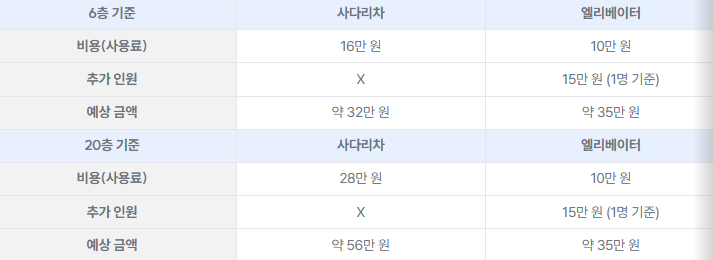 6층 기준 사다리차 엘리베이터
비용(사용료) 16만 원 10만 원
추가 인원 X 15만 원 (1명 기준)
예상 금액 약 32만 원 약 35만 원
20층 기준 사다리차 엘리베이터
비용(사용료) 28만 원 10만 원
추가 인원 X 15만 원 (1명 기준)
예상 금액 약 56만 원 약 35만 원